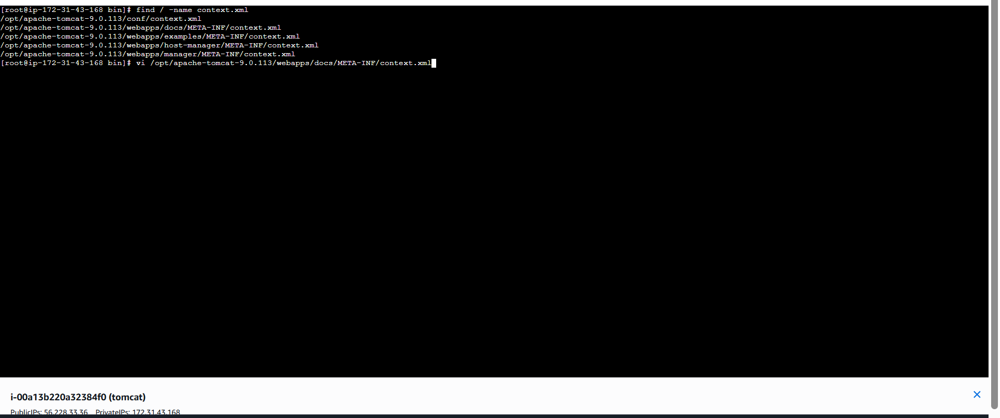 [root@ip-172-31-43-168 bin]# find / -name context.xml
/opt/apache-tomcat-9.0.113/conf/context.xml
/opt/apache-tomcat-9.0.113/webapps/docs/META-INF/context.xml
/opt/apache-tomcat-9.0.113/webapps/examples/META-INF/context.xml
/opt/apache-tomcat-9.0.113/webapps/host-manager/META-INF/context.xml
/opt/apache-tomcat-9.0.113/webapps/manager/META-INF/context.xml
[root@ip-172-31-43-168 bin]# vi /opt/apache-tomcat-9.0.113/webapps/docs/META-INF/context.xml
i-00a13b220a32384f0 (tomcat)
PublicIPs: 56.228.33.36 PrivateIPs: 172.31.43.168